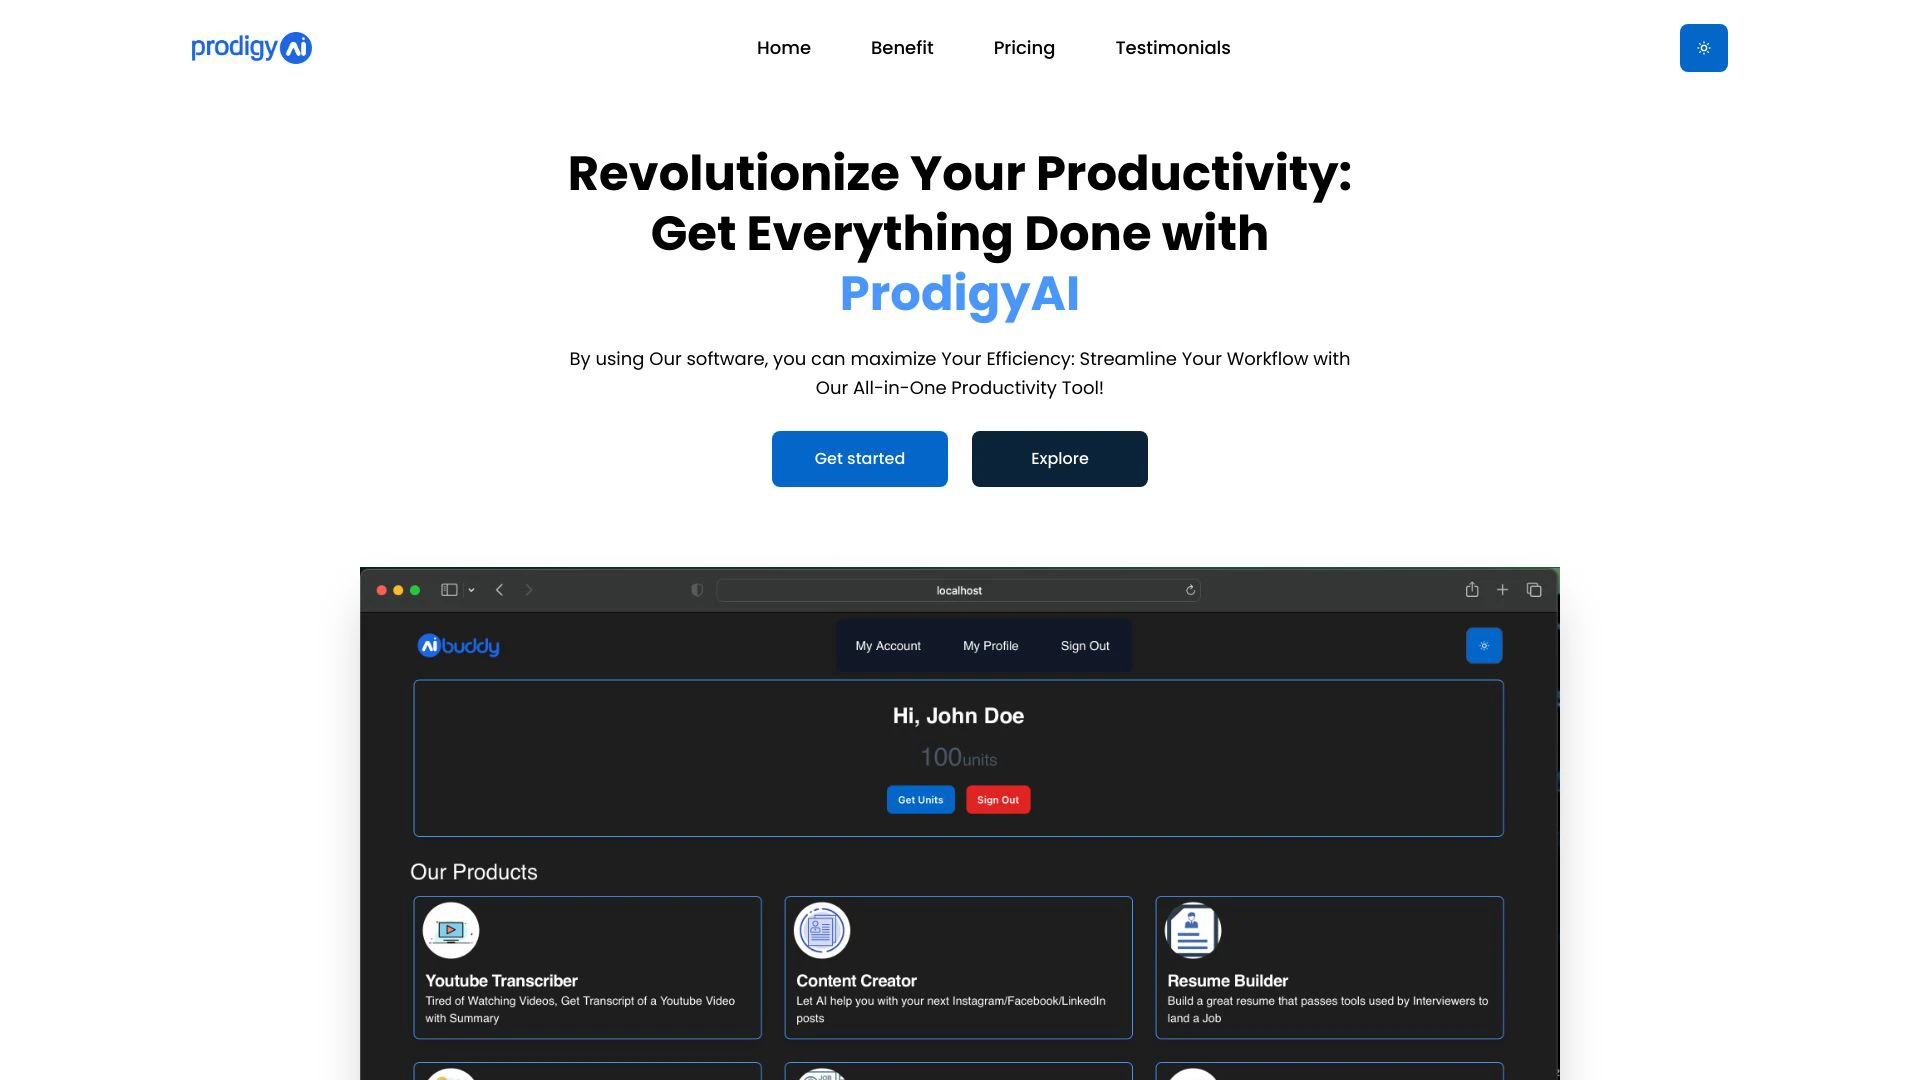 prodigy Ai
Home
Benefit
Pricing
Testimonials
Revolutionize Your Productivity:
Get Everything Done with
ProdigyAI
By using Our software, you can maximize Your Efficiency: Streamline Your Workflow with
Our All-in-One Productivity Tool!
Get started
Explore
localhost
Ai buddy
My Account
My Profile
Sign Out
Hi, John Doe
100units
Get Units
Sign Out
Our Products
Youtube Transcriber
Tired of Watching Videos, Get Transcript of a Youtube Video
with Summary
Content Creator
Let AI help you with your next Instagram/Facebook/LinkedIn
posts
Resume Builder
Build a great resume that passes tools used by Interviewers to
land a Job
JOB